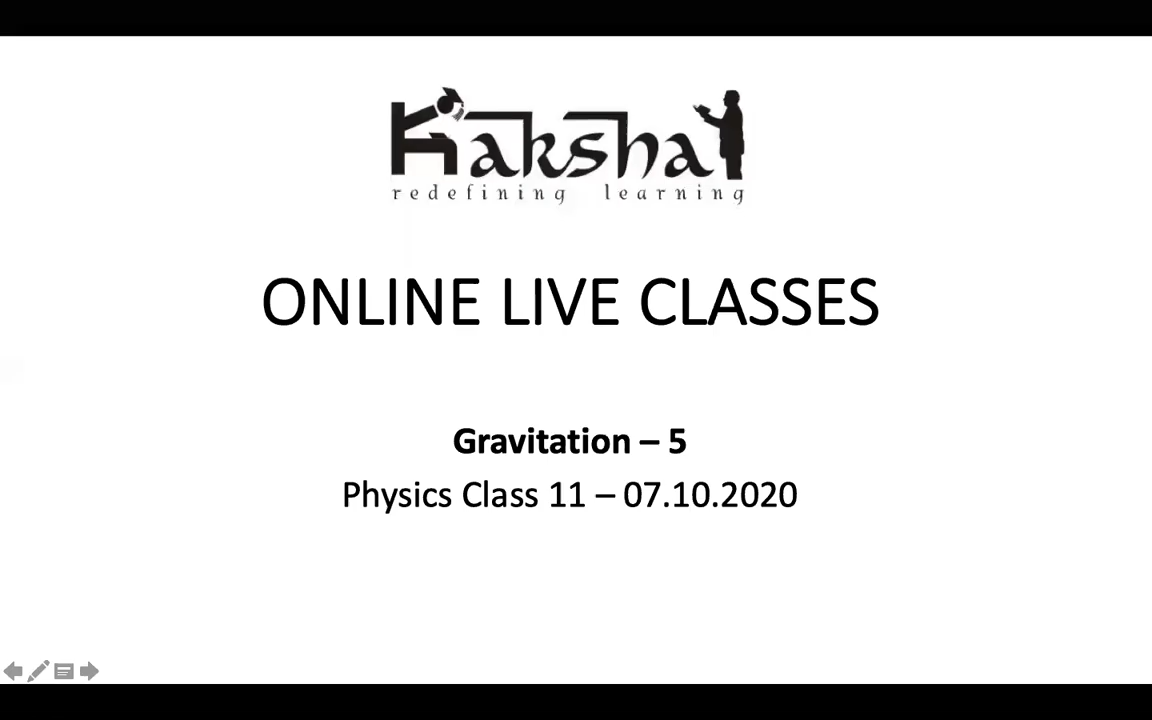 Kaksha
redefining learning
ONLINE LIVE CLASSES
Gravitation – 5
Physics Class 11 – 07.10.2020